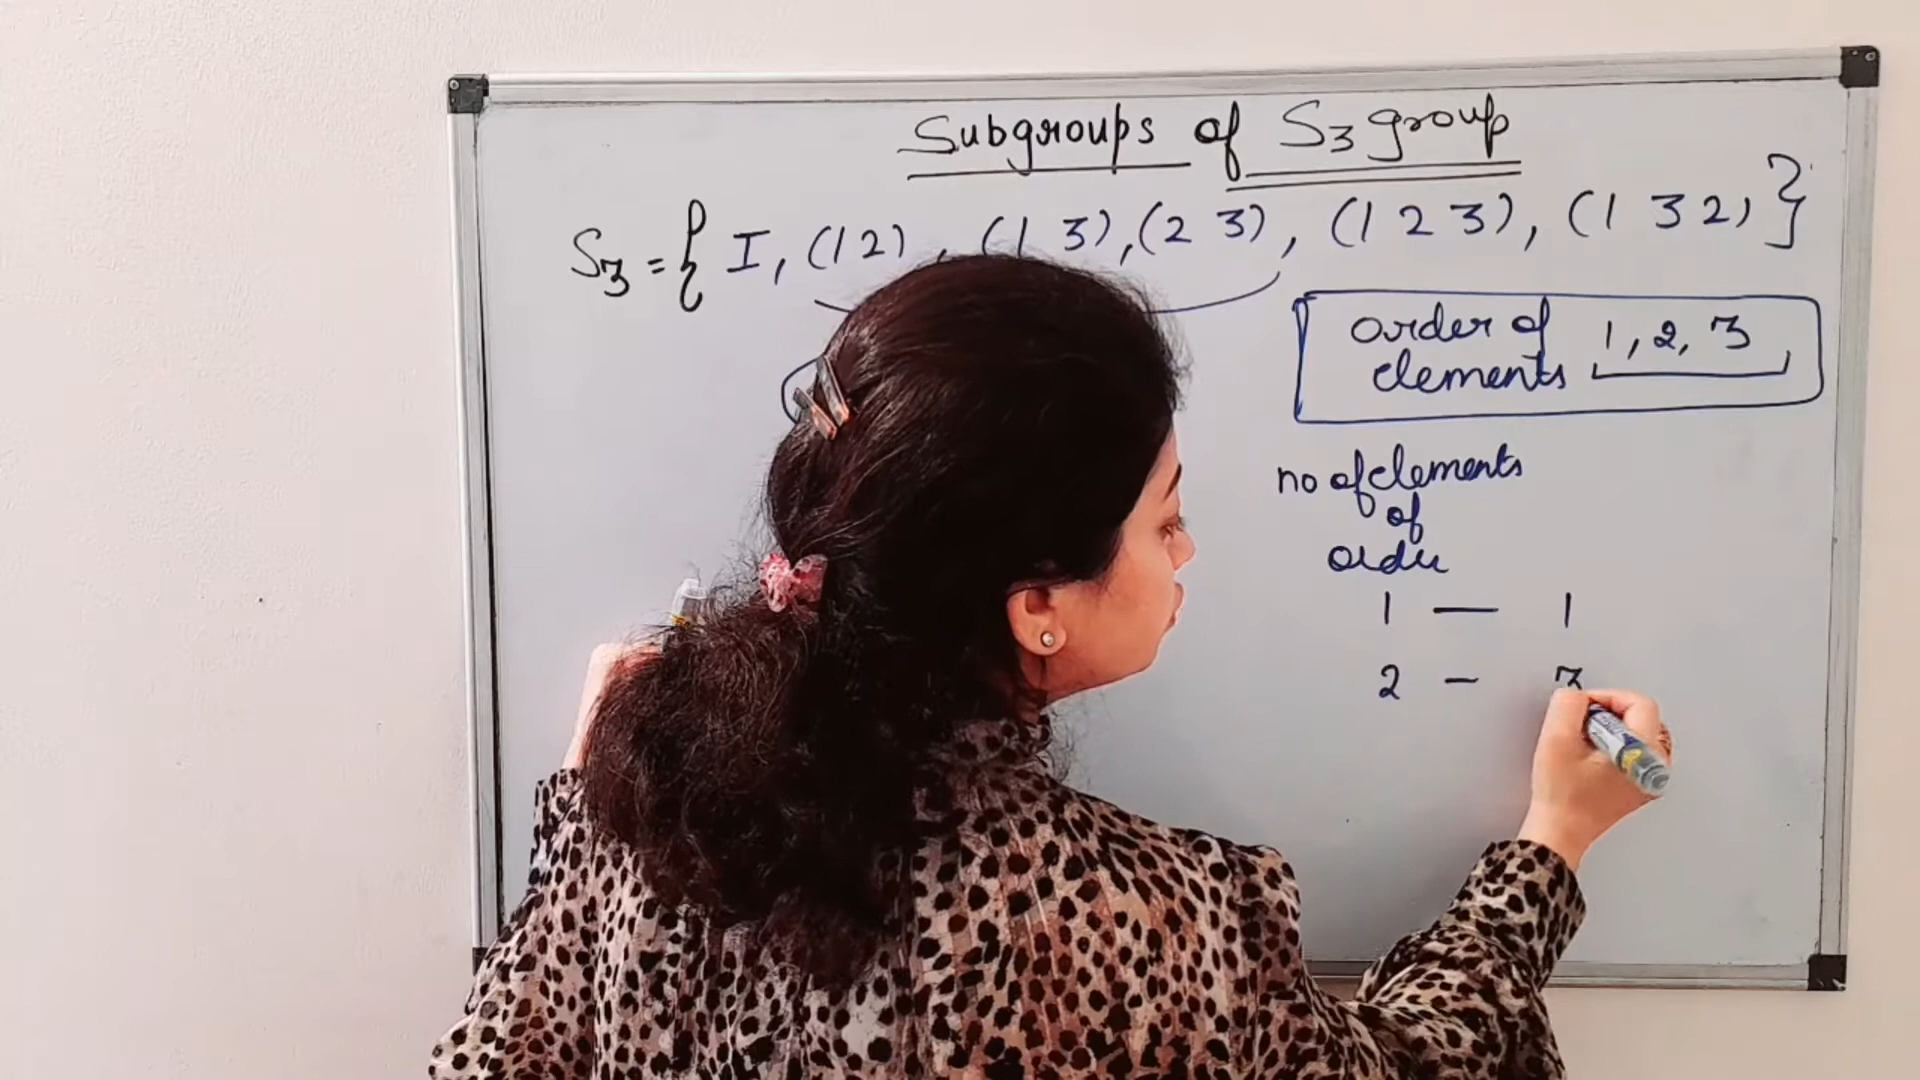 Subgroups of S3 group
S3 = { I, (1 2), (1 3), (2 3), (1 2 3), (1 3 2) }
order of
elements 1, 2, 3
no of elements
of
order
1 — 1
2 - 3